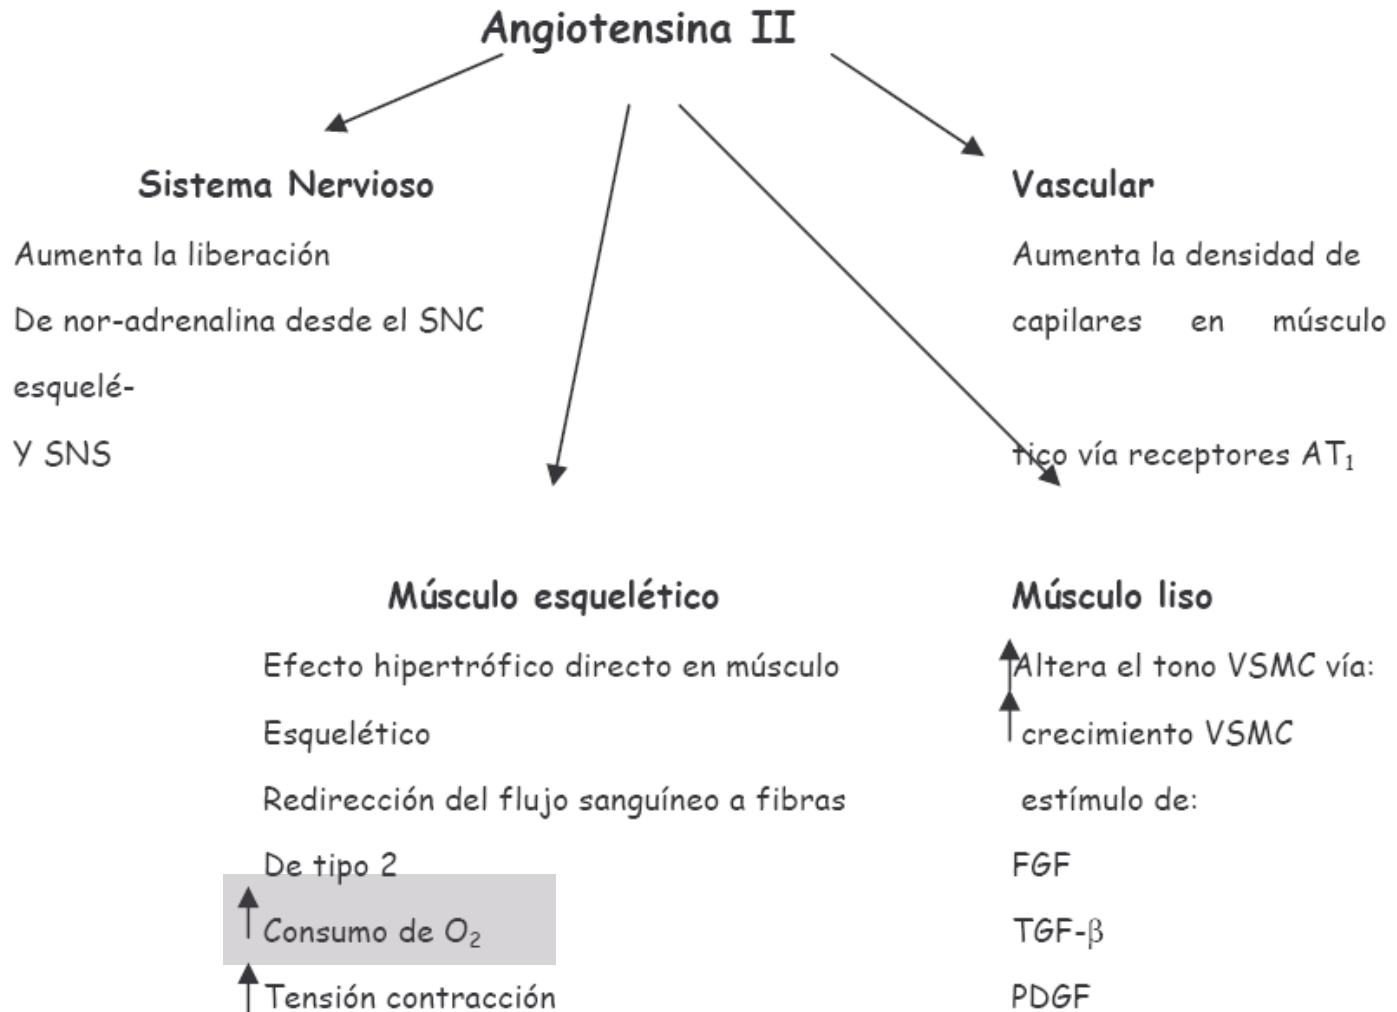 Angiotensina II
Sistema Nervioso
Aumenta la liberación
De nor-adrenalina desde el SNC
esquelé-
Y SNS
Vascular
Aumenta la densidad de
capilares en músculo
tico vía receptores AT₁
Músculo esquelético
Efecto hipertrófico directo en músculo
Esquelético
Redirección del flujo sanguíneo a fibras
De tipo 2
Consumo de O₂
Tensión contracción
Músculo liso
Altera el tono VSMC vía:
crecimiento VSMC
estímulo de:
FGF
TGF-β
PDGF